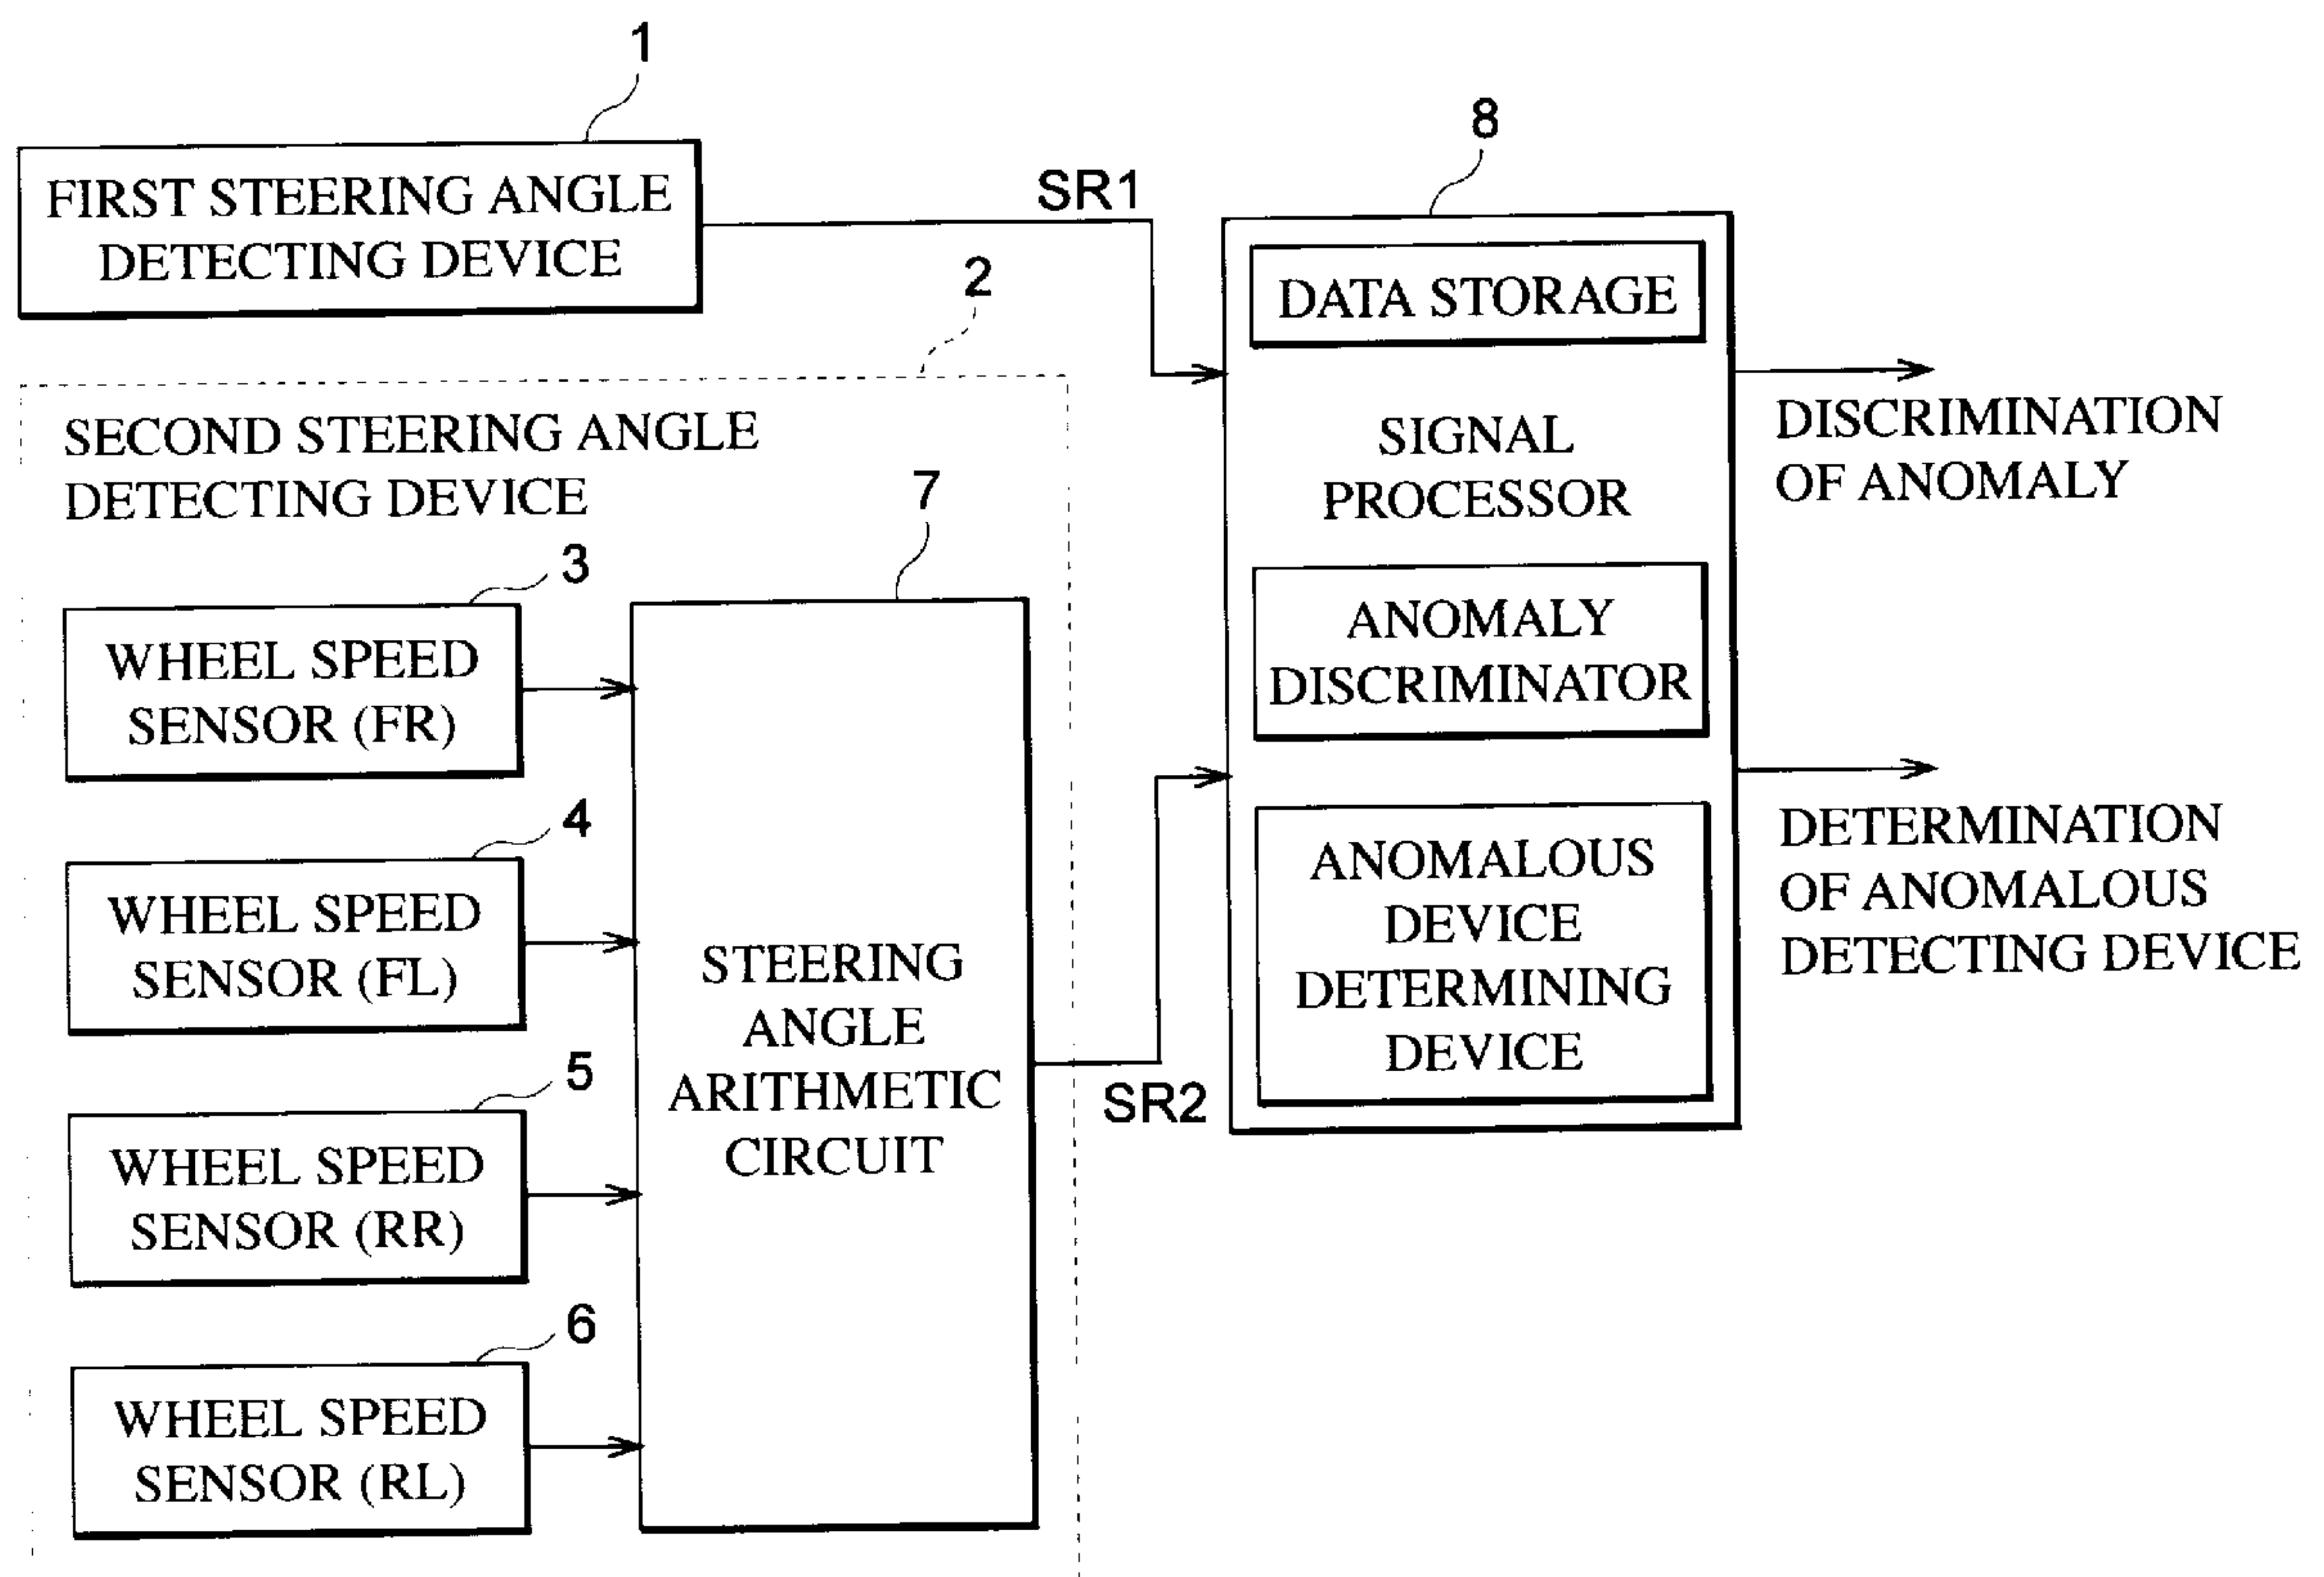 1
FIRST STEERING ANGLE
DETECTING DEVICE
SR1
2
SECOND STEERING ANGLE
DETECTING DEVICE
3
WHEEL SPEED
SENSOR (FR)
4
WHEEL SPEED
SENSOR (FL)
5
WHEEL SPEED
SENSOR (RR)
6
WHEEL SPEED
SENSOR (RL)
7
STEERING
ANGLE
ARITHMETIC
CIRCUIT
SR2
8
DATA STORAGE
SIGNAL
PROCESSOR
ANOMALY
DISCRIMINATOR
ANOMALOUS
DEVICE
DETERMINING
DEVICE
DISCRIMINATION
OF ANOMALY
DETERMINATION
OF ANOMALOUS
DETECTING DEVICE